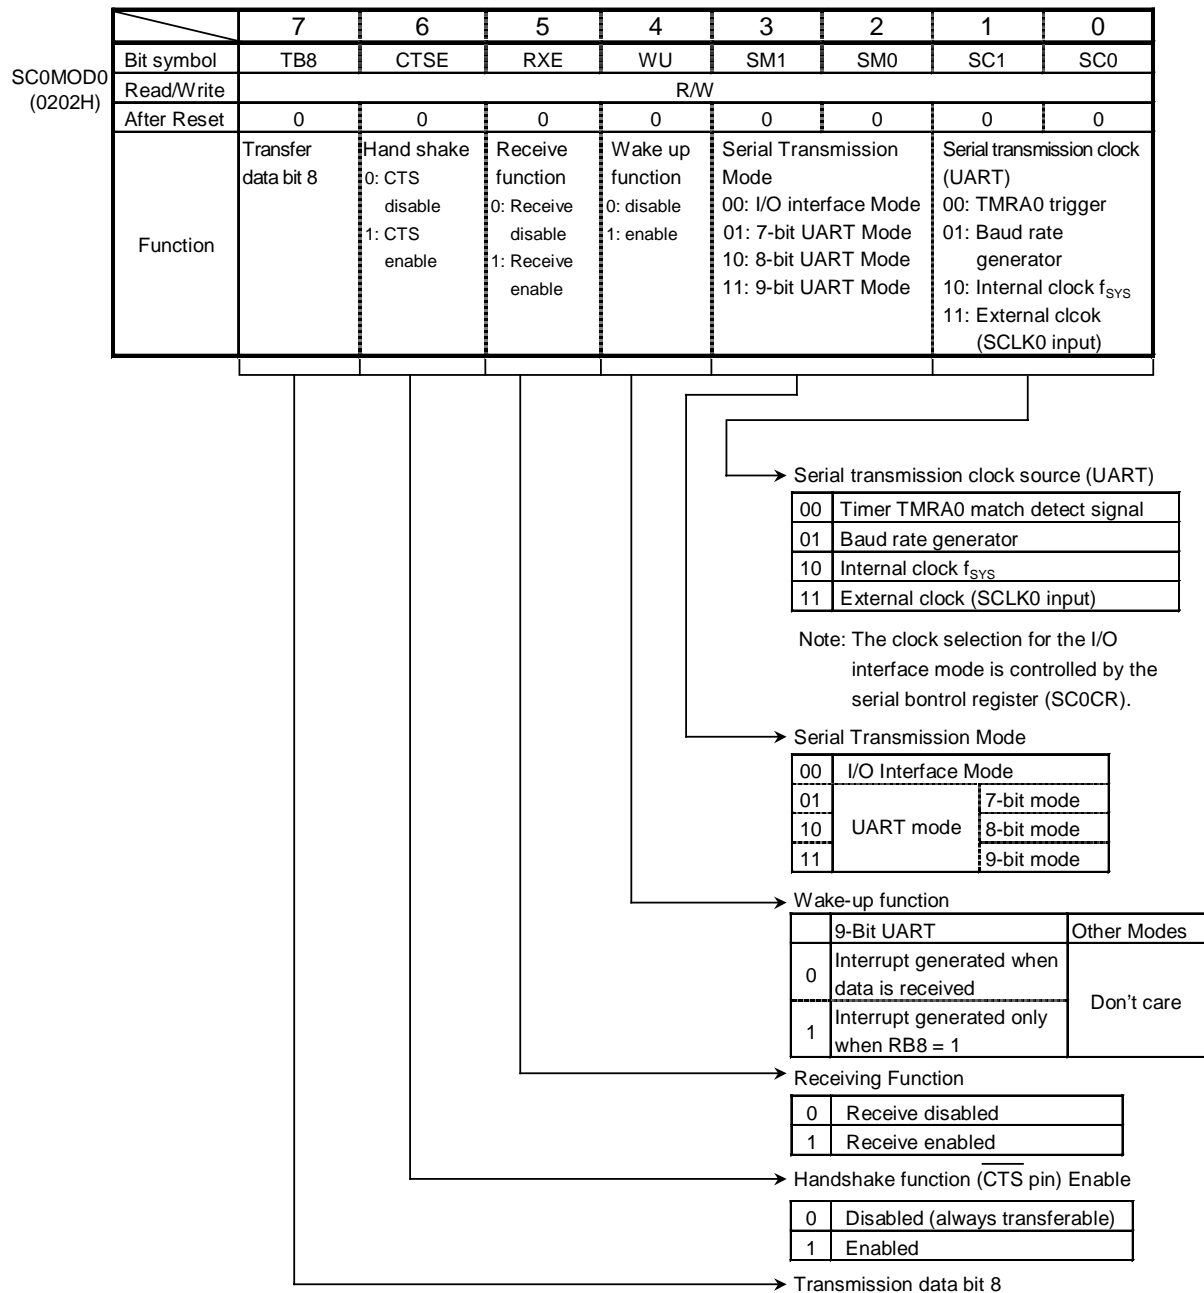 7 6 5 4 3 2 1 0
SC0MOD0
(0202H)
Bit symbol TB8 CTSE RXE WU SM1 SM0 SC1 SC0
Read/Write R/W
After Reset 0 0 0 0 0 0 0 0
Function
Transfer
data bit 8
Hand shake
0: CTS
disable
1: CTS
enable
Receive
function
0: Receive
disable
1: Receive
enable
Wake up
function
0: disable
1: enable
Serial Transmission
Mode
00: I/O interface Mode
01: 7-bit UART Mode
10: 8-bit UART Mode
11: 9-bit UART Mode
Serial transmission clock
(UART)
00: TMRA0 trigger
01: Baud rate
generator
10: Internal clock fSYS
11: External clcok
(SCLK0 input)
Serial transmission clock source (UART)
00 Timer TMRA0 match detect signal
01 Baud rate generator
10 Internal clock fSYS
11 External clock (SCLK0 input)
Note: The clock selection for the I/O
interface mode is controlled by the
serial bontrol register (SC0CR).
Serial Transmission Mode
00 I/O Interface Mode
01 7-bit mode
10 UART mode 8-bit mode
11 9-bit mode
Wake-up function
9-Bit UART Other Modes
0 Interrupt generated when
data is received
Don't care
1 Interrupt generated only
when RB8 = 1
Receiving Function
0 Receive disabled
1 Receive enabled
Handshake function (C̅T̅S̅ pin) Enable
0 Disabled (always transferable)
1 Enabled
Transmission data bit 8